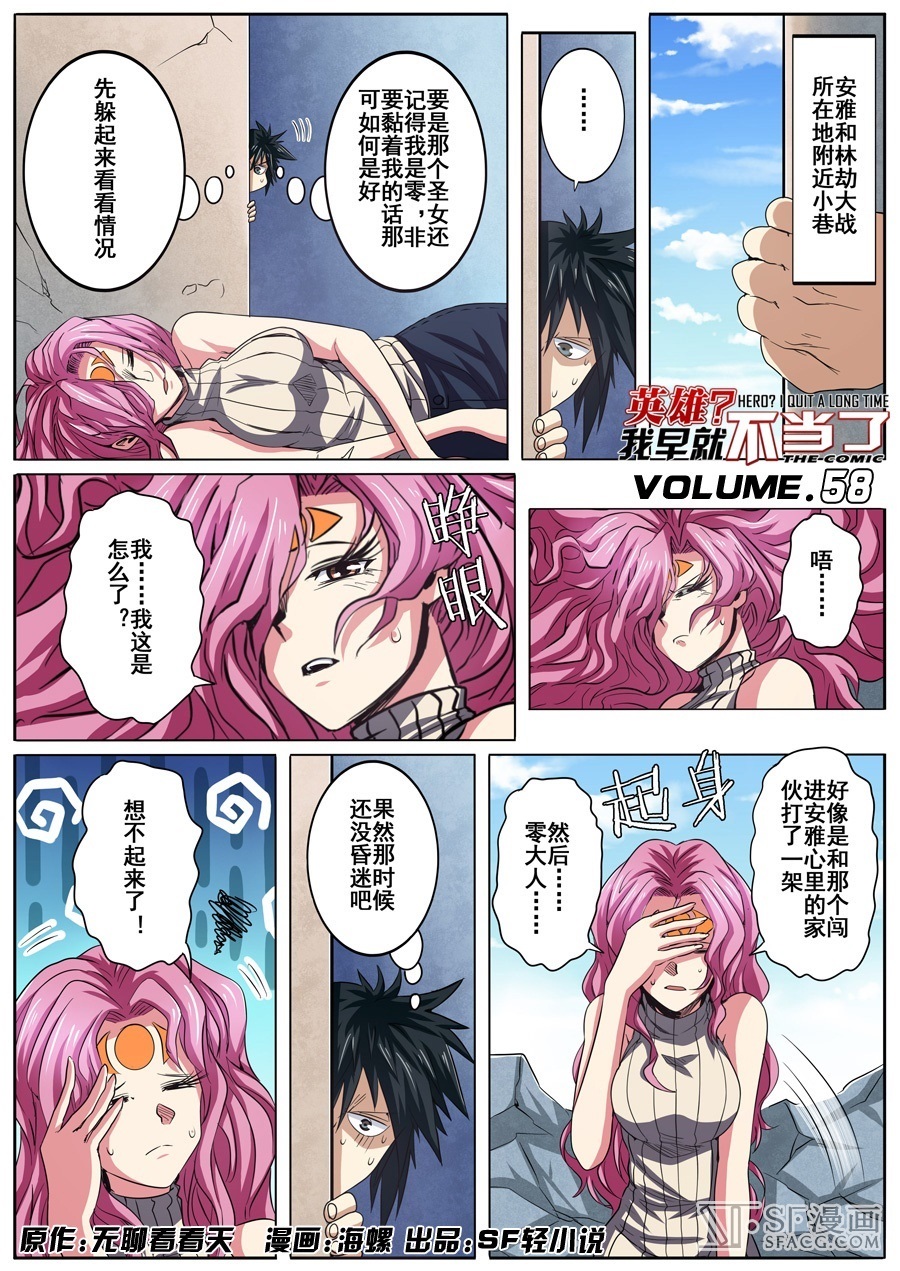 安雅和林劫大战
所在地附近小巷
……
要是那个圣女还
记得我是零，非
要黏着我的话那
可如何是好
先躲起来看看情况
英雄？
HERO? I QUIT A LONG TIME
我早就不当了
THE·COMIC
VOLUME.58
唔……
睁眼
我……我这是
怎么了？
好像是和那个闯
进安雅心里的家
伙打了一架
起身
然后……
零大人……
果然那时候
还没昏迷吧
想不起来了！
原作:无聊看看天 漫画:海螺 出品:SF轻小说
SF漫画
SFACG.COM